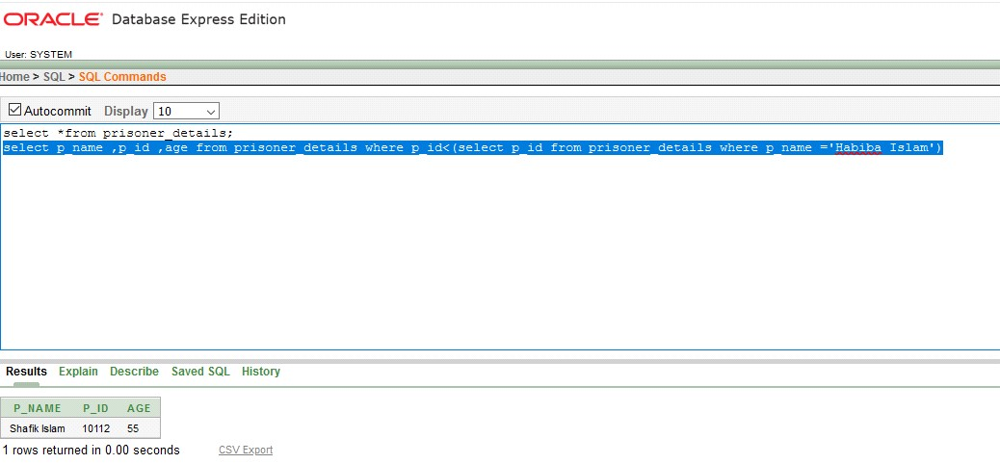 ORACLE® Database Express Edition
User: SYSTEM
Home > SQL > SQL Commands
Autocommit Display 10
select *from prisoner_details;
select p_name ,p_id ,age from prisoner_details where p_id<(select p_id from prisoner_details where p_name ='Habiba Islam')
Results Explain Describe Saved SQL History
P_NAME P_ID AGE
Shafik Islam 10112 55
1 rows returned in 0.00 seconds CSV Export